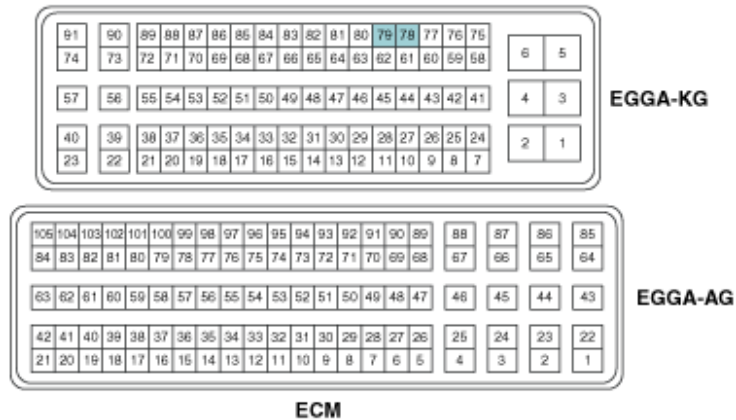 91 90 89 88 87 86 85 84 83 82 81 80 79 78 77 76 75
74 73 72 71 70 69 68 67 66 65 64 63 62 61 60 59 58
6 5
57 56 55 54 53 52 51 50 49 48 47 46 45 44 43 42 41
4 3
EGGA-KG
40 39 38 37 36 35 34 33 32 31 30 29 28 27 26 25 24
23 22 21 20 19 18 17 16 15 14 13 12 11 10 9 8 7
2 1
105 104 103 102 101 100 99 98 97 96 95 94 93 92 91 90 89 88 87 86 85
84 83 82 81 80 79 78 77 76 75 74 73 72 71 70 69 68 67 66 65 64
63 62 61 60 59 58 57 56 55 54 53 52 51 50 49 48 47 46 45 44 43
EGGA-AG
42 41 40 39 38 37 36 35 34 33 32 31 30 29 28 27 26 25 24 23 22
21 20 19 18 17 16 15 14 13 12 11 10 9 8 7 6 5 4 3 2 1
ECM